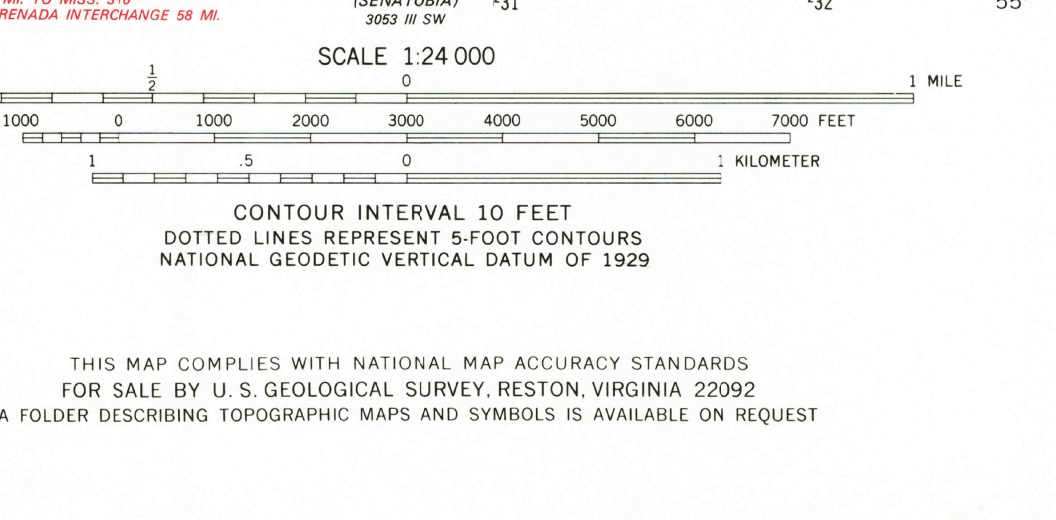 MI. TO MISS. 310
RENADA INTERCHANGE 58 MI.
(SENATOBIA)
3053 III SW
31
32
55'
SCALE 1:24 000
1/2 0 1 MILE
1000 0 1000 2000 3000 4000 5000 6000 7000 FEET
1 .5 0 1 KILOMETER
CONTOUR INTERVAL 10 FEET
DOTTED LINES REPRESENT 5-FOOT CONTOURS
NATIONAL GEODETIC VERTICAL DATUM OF 1929
THIS MAP COMPLIES WITH NATIONAL MAP ACCURACY STANDARDS
FOR SALE BY U. S. GEOLOGICAL SURVEY, RESTON, VIRGINIA 22092
A FOLDER DESCRIBING TOPOGRAPHIC MAPS AND SYMBOLS IS AVAILABLE ON REQUEST